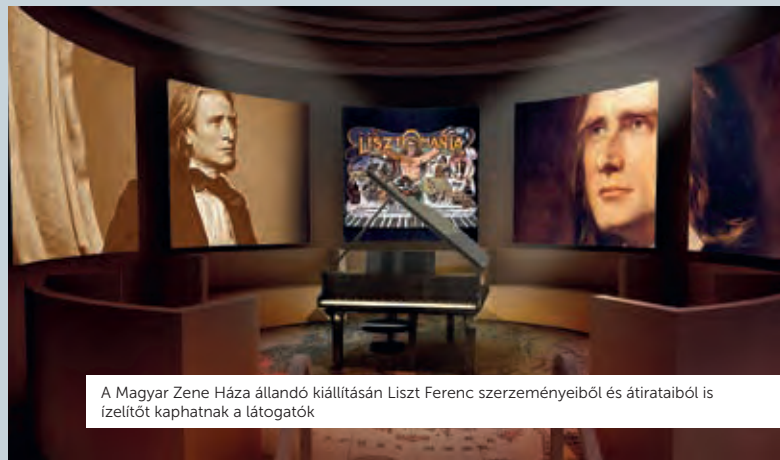 LISZTOMANIA
A Magyar Zene Háza állandó kiállításán Liszt Ferenc szerzeményeiből és átirataiból is
ízelítőt kaphatnak a látogatók